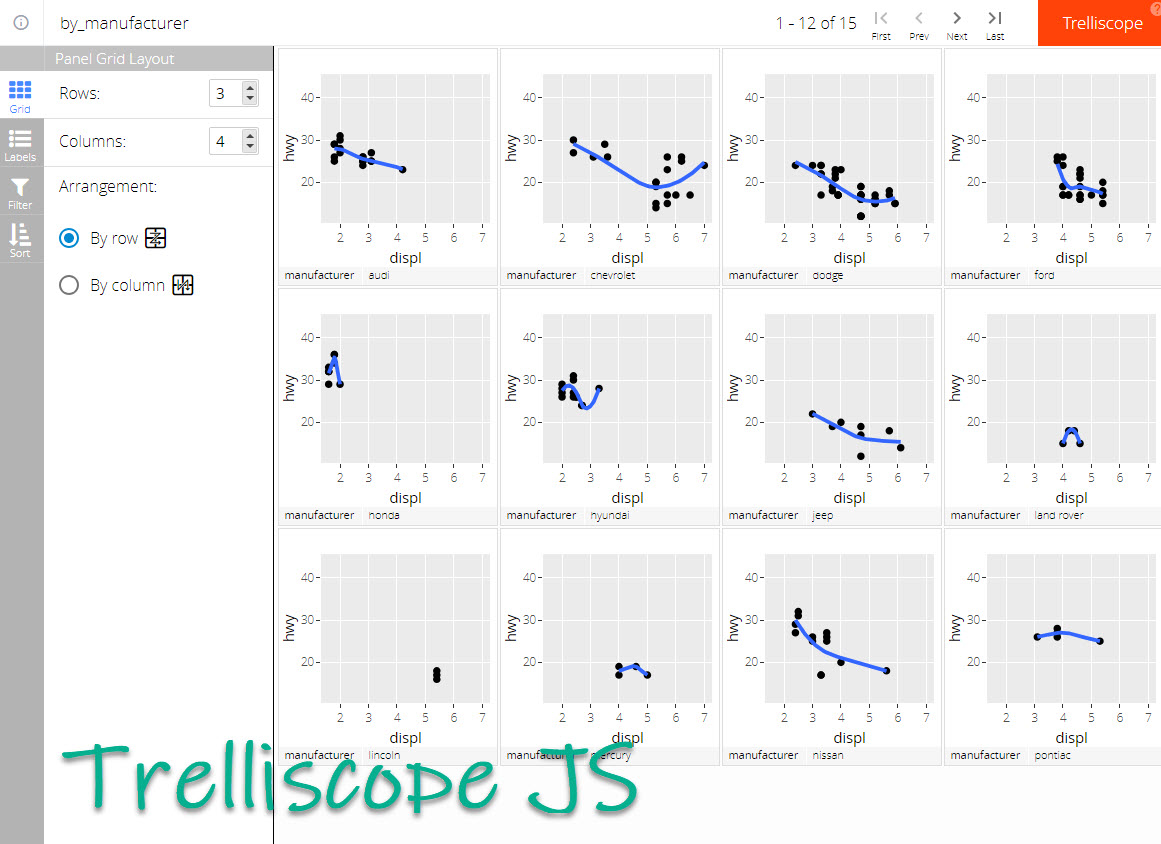 by_manufacturer 1 - 12 of 15 First Prev Next Last Trelliscope ?
Panel Grid Layout
Grid
Labels
Filter
Sort
Rows: 3
Columns: 4
Arrangement:
By row
By column
40 40 40 40
30 30 30 30
20 20 20 20
hwy hwy hwy hwy
2 3 4 5 6 7 2 3 4 5 6 7 2 3 4 5 6 7 2 3 4 5 6 7
displ displ displ displ
manufacturer audi manufacturer chevrolet manufacturer dodge manufacturer ford
40 40 40 40
30 30 30 30
20 20 20 20
hwy hwy hwy hwy
2 3 4 5 6 7 2 3 4 5 6 7 2 3 4 5 6 7 2 3 4 5 6 7
displ displ displ displ
manufacturer honda manufacturer hyundai manufacturer jeep manufacturer land rover
40 40 40 40
30 30 30 30
20 20 20 20
hwy hwy hwy hwy
2 3 4 5 6 7 2 3 4 5 6 7 2 3 4 5 6 7 2 3 4 5 6 7
displ displ displ displ
manufacturer lincoln manufacturer mercury manufacturer nissan manufacturer pontiac
Trelliscope JS